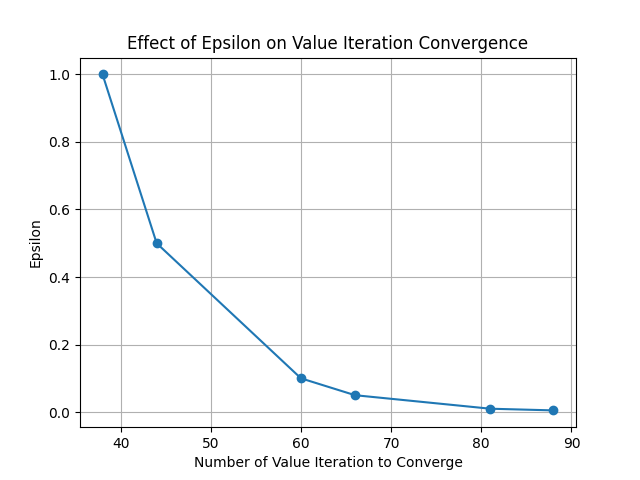 Effect of Epsilon on Value Iteration Convergence
1.0
0.8
0.6
0.4
0.2
0.0
Epsilon
40 50 60 70 80 90
Number of Value Iteration to Converge